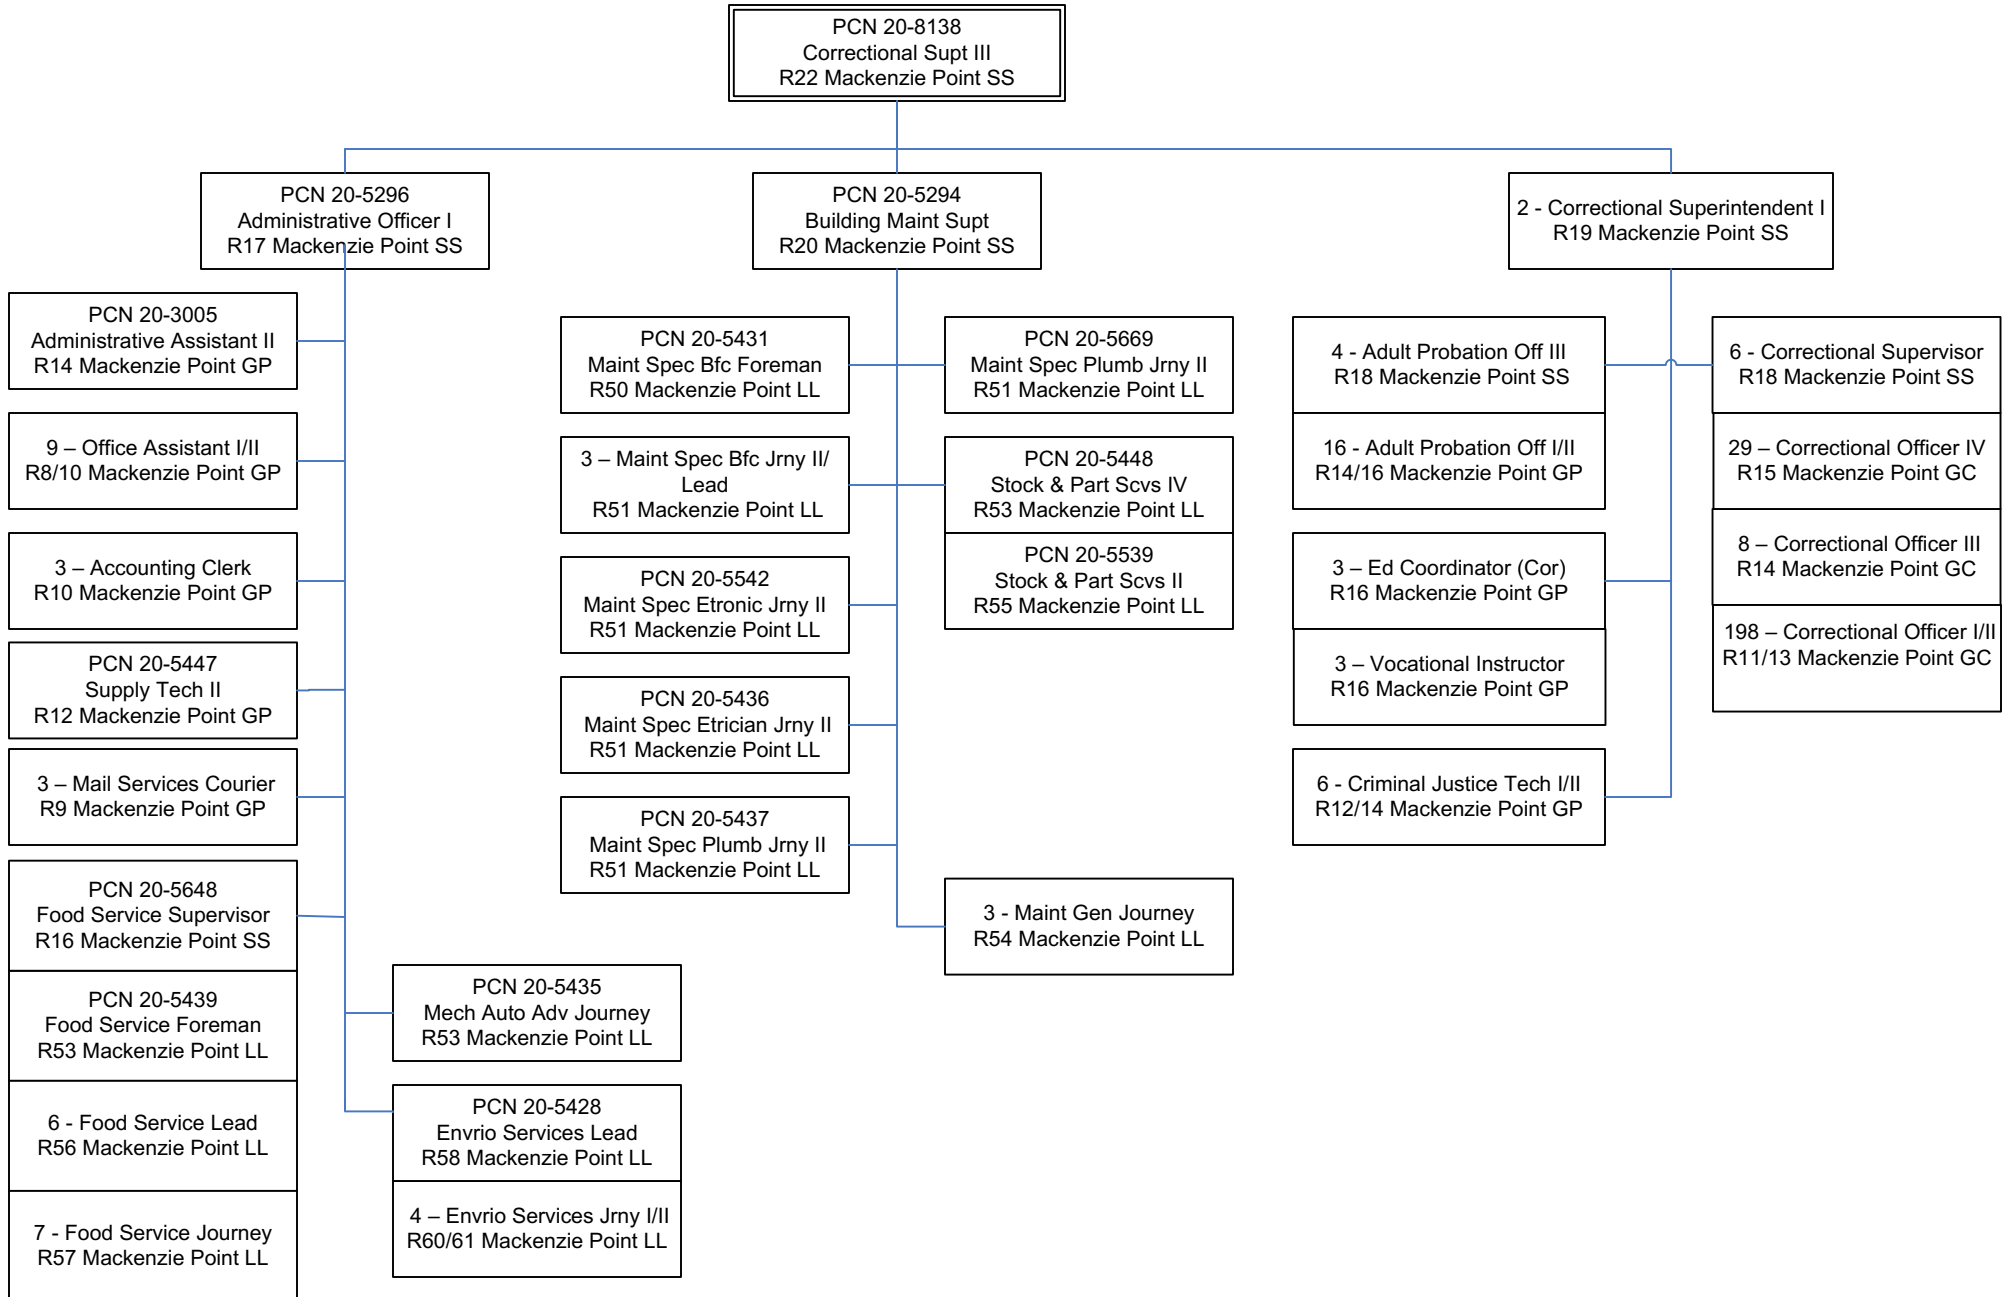 PCN 20-8138
Correctional Supt III
R22 Mackenzie Point SS
PCN 20-5296
Administrative Officer I
R17 Mackenzie Point SS
PCN 20-5294
Building Maint Supt
R20 Mackenzie Point SS
2 - Correctional Superintendent I
R19 Mackenzie Point SS
PCN 20-3005
Administrative Assistant II
R14 Mackenzie Point GP
9 – Office Assistant I/II
R8/10 Mackenzie Point GP
3 – Accounting Clerk
R10 Mackenzie Point GP
PCN 20-5447
Supply Tech II
R12 Mackenzie Point GP
3 – Mail Services Courier
R9 Mackenzie Point GP
PCN 20-5648
Food Service Supervisor
R16 Mackenzie Point SS
PCN 20-5439
Food Service Foreman
R53 Mackenzie Point LL
6 - Food Service Lead
R56 Mackenzie Point LL
7 - Food Service Journey
R57 Mackenzie Point LL
PCN 20-5435
Mech Auto Adv Journey
R53 Mackenzie Point LL
PCN 20-5428
Envrio Services Lead
R58 Mackenzie Point LL
4 – Envrio Services Jrny I/II
R60/61 Mackenzie Point LL
PCN 20-5431
Maint Spec Bfc Foreman
R50 Mackenzie Point LL
3 – Maint Spec Bfc Jrny II/
Lead
R51 Mackenzie Point LL
PCN 20-5542
Maint Spec Etronic Jrny II
R51 Mackenzie Point LL
PCN 20-5436
Maint Spec Etrician Jrny II
R51 Mackenzie Point LL
PCN 20-5437
Maint Spec Plumb Jrny II
R51 Mackenzie Point LL
PCN 20-5669
Maint Spec Plumb Jrny II
R51 Mackenzie Point LL
PCN 20-5448
Stock & Part Scvs IV
R53 Mackenzie Point LL
PCN 20-5539
Stock & Part Scvs II
R55 Mackenzie Point LL
3 - Maint Gen Journey
R54 Mackenzie Point LL
4 - Adult Probation Off III
R18 Mackenzie Point SS
16 - Adult Probation Off I/II
R14/16 Mackenzie Point GP
3 – Ed Coordinator (Cor)
R16 Mackenzie Point GP
3 – Vocational Instructor
R16 Mackenzie Point GP
6 - Criminal Justice Tech I/II
R12/14 Mackenzie Point GP
6 - Correctional Supervisor
R18 Mackenzie Point SS
29 – Correctional Officer IV
R15 Mackenzie Point GC
8 – Correctional Officer III
R14 Mackenzie Point GC
198 – Correctional Officer I/II
R11/13 Mackenzie Point GC